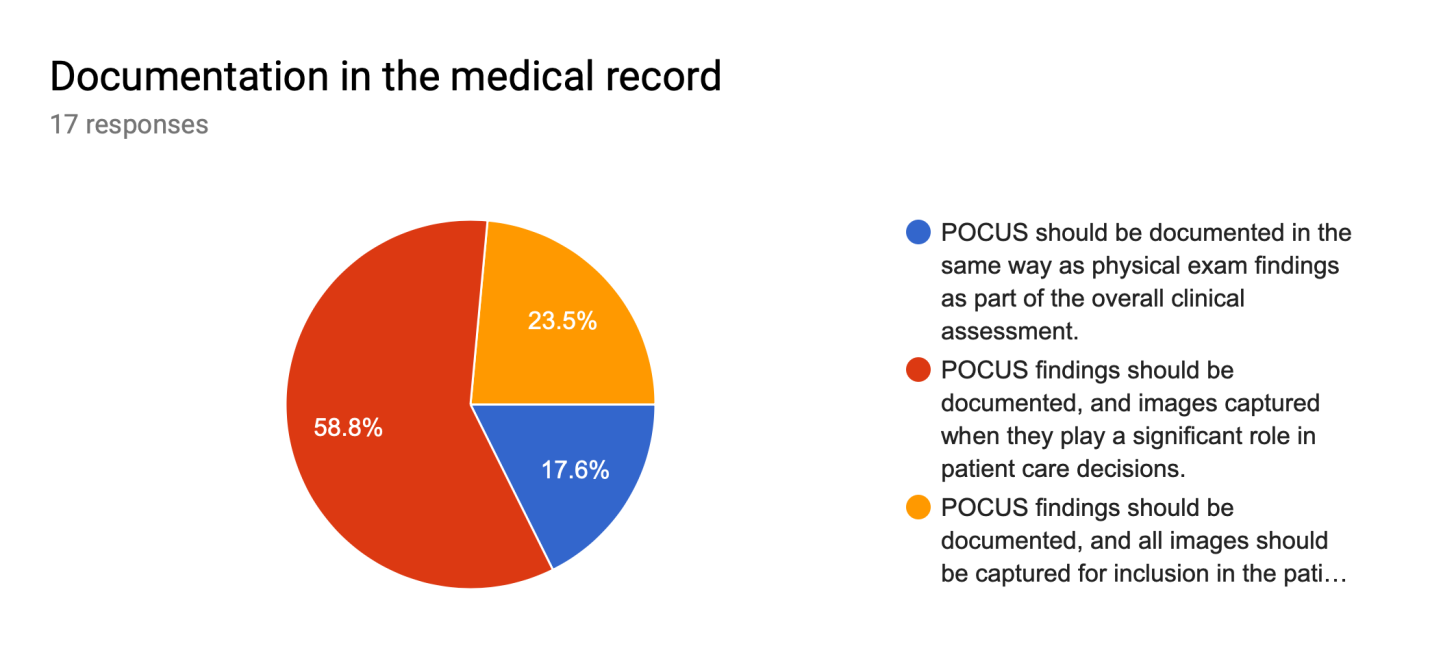 Documentation in the medical record
17 responses
23.5%
58.8%
17.6%
POCUS should be documented in the
same way as physical exam findings
as part of the overall clinical
assessment.
POCUS findings should be
documented, and images captured
when they play a significant role in
patient care decisions.
POCUS findings should be
documented, and all images should
be captured for inclusion in the pati…